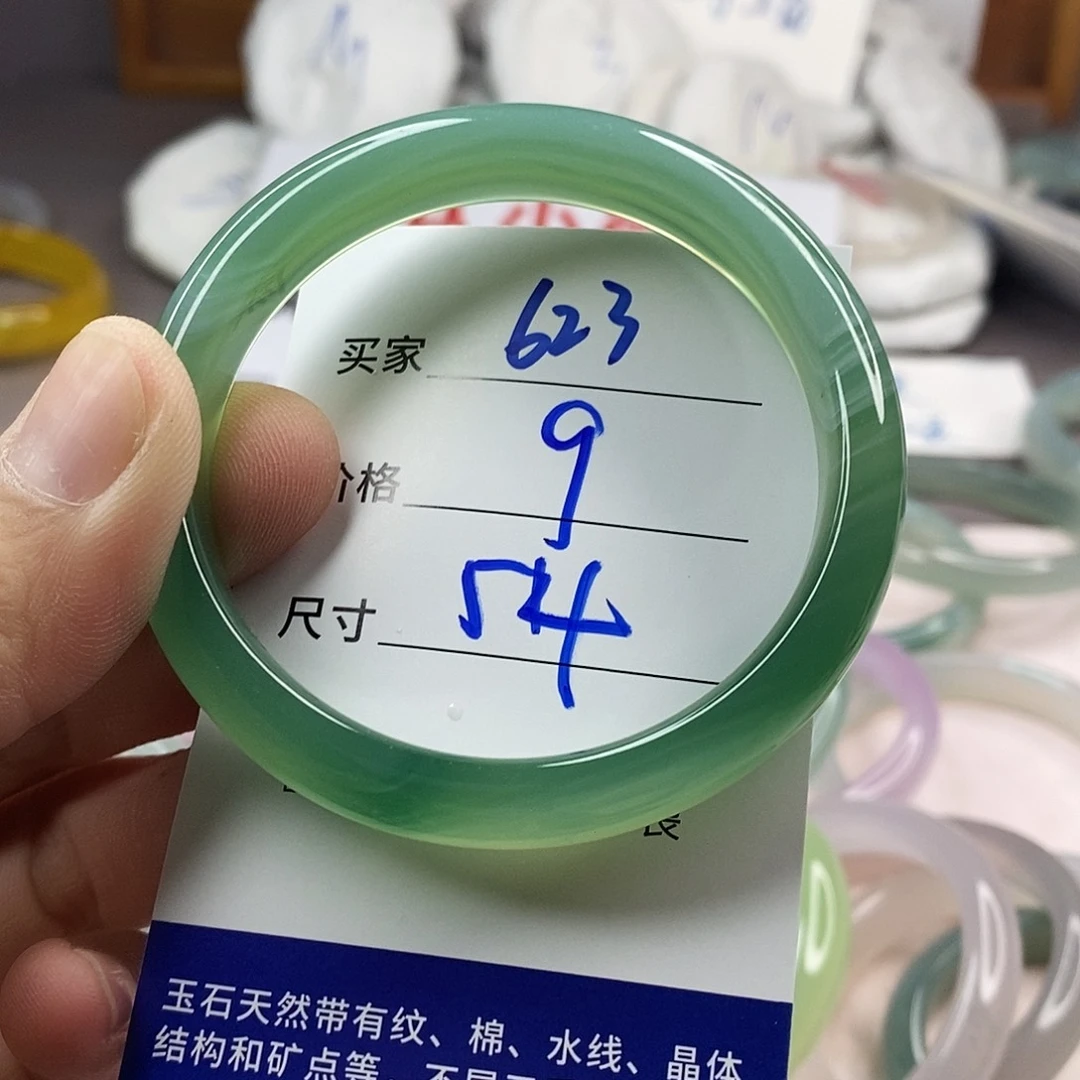 买家 623
价格 9
尺寸 54
长
玉石天然带有纹、棉、水线、晶体
结构和矿点等